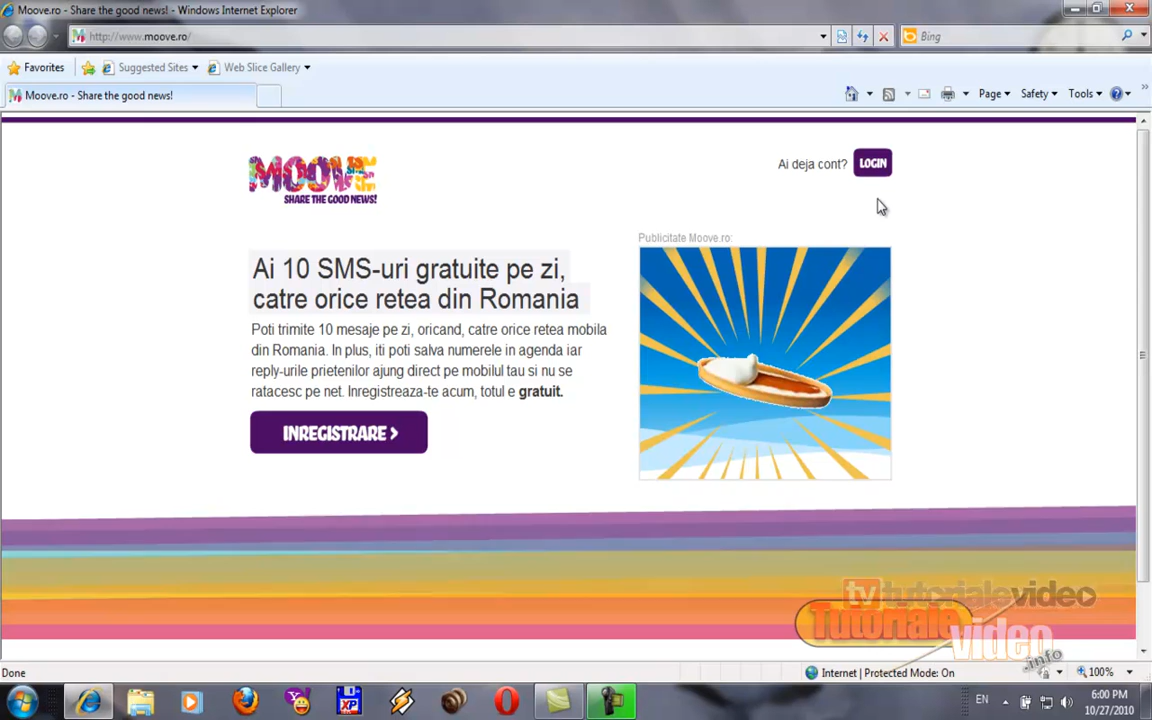 Moove.ro - Share the good news! - Windows Internet Explorer
http://www.moove.ro/
Bing
Favorites
Suggested Sites
Web Slice Gallery
Moove.ro - Share the good news!
Page
Safety
Tools
MOOVE
SHARE THE GOOD NEWS!
Ai deja cont?
LOGIN
Publicitate Moove.ro:
Ai 10 SMS-uri gratuite pe zi,
catre orice retea din Romania
Poti trimite 10 mesaje pe zi, oricand, catre orice retea mobila
din Romania. In plus, iti poti salva numerele in agenda iar
reply-urile prietenilor ajung direct pe mobilul tau si nu se
ratacesc pe net. Inregistreaza-te acum, totul e gratuit.
INREGISTRARE >
tv tutorialevideo
Tutoriale
video
.info
Done
Internet | Protected Mode: On
100%
XP
EN
6:00 PM
10/27/2010